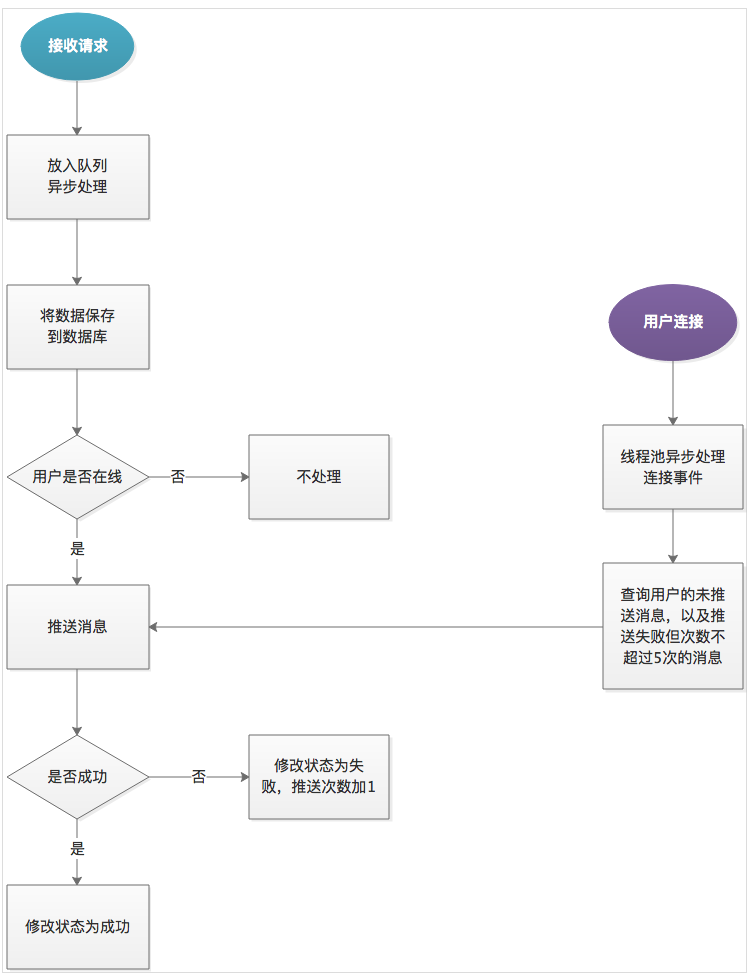 接收请求
放入队列
异步处理
将数据保存
到数据库
用户是否在线
否
不处理
是
推送消息
是否成功
否
修改状态为失
败，推送次数加1
是
修改状态为成功
用户连接
线程池异步处理
连接事件
查询用户的未推
送消息，以及推
送失败但次数不
超过5次的消息